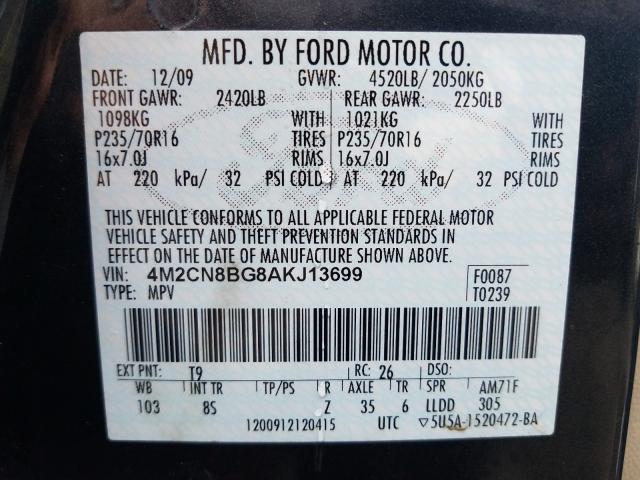 MFD. BY FORD MOTOR CO.
DATE: 12/09 GVWR: 4520LB/ 2050KG
FRONT GAWR: 2420LB REAR GAWR: 2250LB
1098KG WITH 1021KG WITH
P235/70R16 TIRES P235/70R16 TIRES
16x7.0J RIMS 16x7.0J RIMS
AT 220 kPa/ 32 PSI COLD AT 220 kPa/ 32 PSI COLD
THIS VEHICLE CONFORMS TO ALL APPLICABLE FEDERAL MOTOR
VEHICLE SAFETY AND THEFT PREVENTION STANDARDS IN
EFFECT ON THE DATE OF MANUFACTURE SHOWN ABOVE.
VIN: 4M2CN8BG8AKJ13699 F0087
TYPE: MPV T0239
EXT PNT: T9 RC: 26 DSO:
WB INT TR TP/PS R AXLE TR SPR AM71F
103 8S Z 35 6 LLDD 305
1200912120415 UTC ▽5U5A-1520472-BA